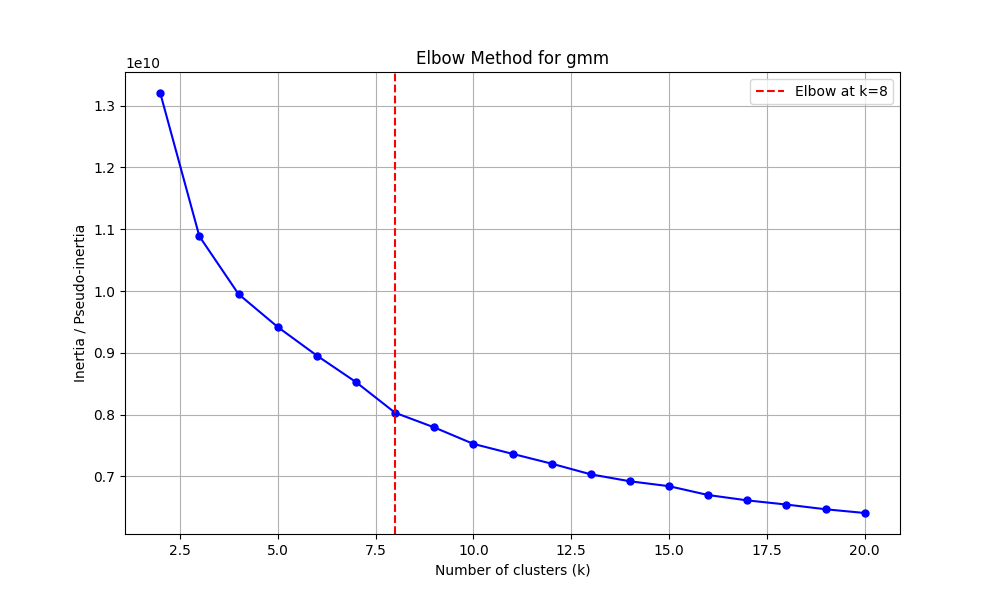 Elbow Method for gmm
1e10
Elbow at k=8
1.3
1.2
1.1
1.0
0.9
0.8
0.7
Inertia / Pseudo-inertia
2.5 5.0 7.5 10.0 12.5 15.0 17.5 20.0
Number of clusters (k)